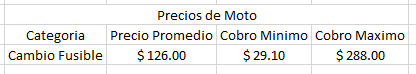 Precios de Moto
Categoria Precio Promedio Cobro Minimo Cobro Maximo
Cambio Fusible $ 126.00 $ 29.10 $ 288.00